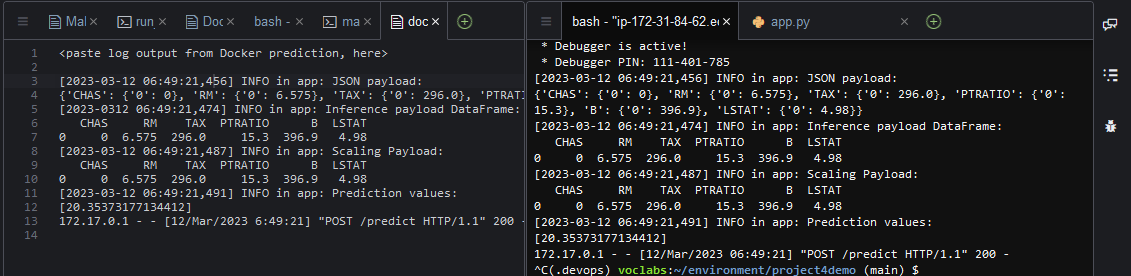 Mal
run_
Doc
bash -
ma
doc
bash - "ip-172-31-84-62.e
app.py
1 <paste log output from Docker prediction, here>
2
3 [2023-03-12 06:49:21,456] INFO in app: JSON payload:
4 {'CHAS': {'0': 0}, 'RM': {'0': 6.575}, 'TAX': {'0': 296.0}, 'PTRATI
5 [2023-0312 06:49:21,474] INFO in app: Inference payload DataFrame:
6 CHAS RM TAX PTRATIO B LSTAT
7 0 0 6.575 296.0 15.3 396.9 4.98
8 [2023-03-12 06:49:21,487] INFO in app: Scaling Payload:
9 CHAS RM TAX PTRATIO B LSTAT
10 0 0 6.575 296.0 15.3 396.9 4.98
11 [2023-03-12 06:49:21,491] INFO in app: Prediction values:
12 [20.35373177134412]
13 172.17.0.1 - - [12/Mar/2023 6:49:21] "POST /predict HTTP/1.1" 200 -
14
* Debugger is active!
* Debugger PIN: 111-401-785
[2023-03-12 06:49:21,456] INFO in app: JSON payload:
{'CHAS': {'0': 0}, 'RM': {'0': 6.575}, 'TAX': {'0': 296.0}, 'PTRATIO': {'0':
15.3}, 'B': {'0': 396.9}, 'LSTAT': {'0': 4.98}}
[2023-03-12 06:49:21,474] INFO in app: Inference payload DataFrame:
CHAS RM TAX PTRATIO B LSTAT
0 0 6.575 296.0 15.3 396.9 4.98
[2023-03-12 06:49:21,487] INFO in app: Scaling Payload:
CHAS RM TAX PTRATIO B LSTAT
0 0 6.575 296.0 15.3 396.9 4.98
[2023-03-12 06:49:21,491] INFO in app: Prediction values:
[20.35373177134412]
172.17.0.1 - - [12/Mar/2023 6:49:21] "POST /predict HTTP/1.1" 200 -
^C(.devops) voclabs:~/environment/project4demo (main) $